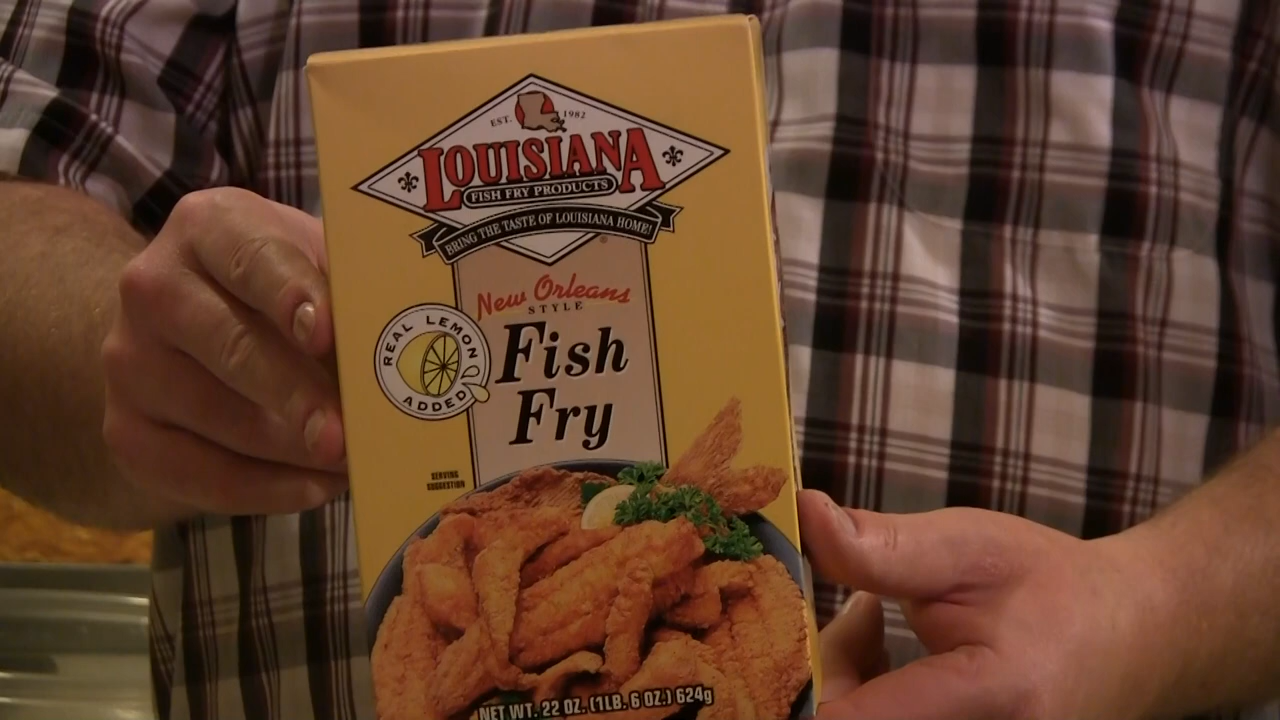 EST. 1982
LOUISIANA
FISH FRY PRODUCTS
BRING THE TASTE OF LOUISIANA HOME!
®
New Orleans
STYLE
Fish
Fry
REAL LEMON
ADDED
SERVING
SUGGESTION
NET WT. 22 OZ. (1LB. 6 OZ.) 624g